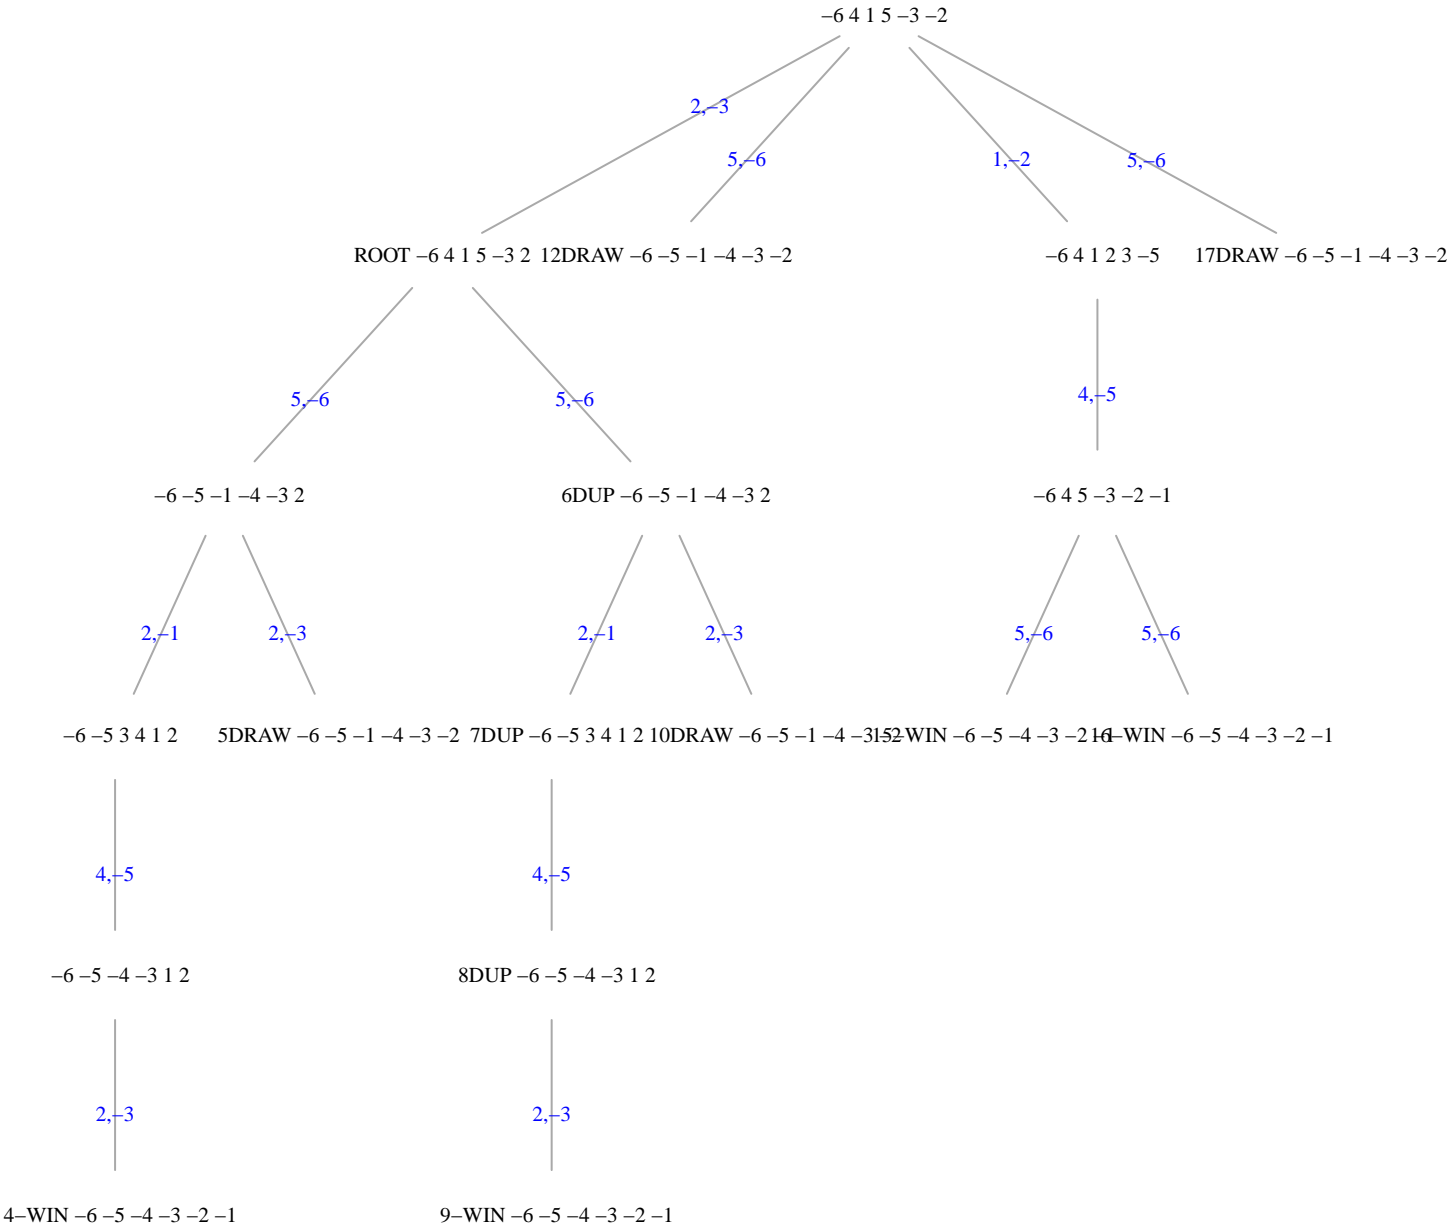 –6 4 1 5 –3 –2
2,–3
5,–6
1,–2
5,–6
ROOT –6 4 1 5 –3 2
12DRAW –6 –5 –1 –4 –3 –2
–6 4 1 2 3 –5
17DRAW –6 –5 –1 –4 –3 –2
5,–6
5,–6
4,–5
–6 –5 –1 –4 –3 2
6DUP –6 –5 –1 –4 –3 2
–6 4 5 –3 –2 –1
2,–1
2,–3
2,–1
2,–3
5,–6
5,–6
–6 –5 3 4 1 2
5DRAW –6 –5 –1 –4 –3 –2
7DUP –6 –5 3 4 1 2
10DRAW –6 –5 –1 –4 –3
–WIN –6 –5 –4 –3 –2
–WIN –6 –5 –4 –3 –2 –1
4,–5
4,–5
–6 –5 –4 –3 1 2
8DUP –6 –5 –4 –3 1 2
2,–3
2,–3
4–WIN –6 –5 –4 –3 –2 –1
9–WIN –6 –5 –4 –3 –2 –1